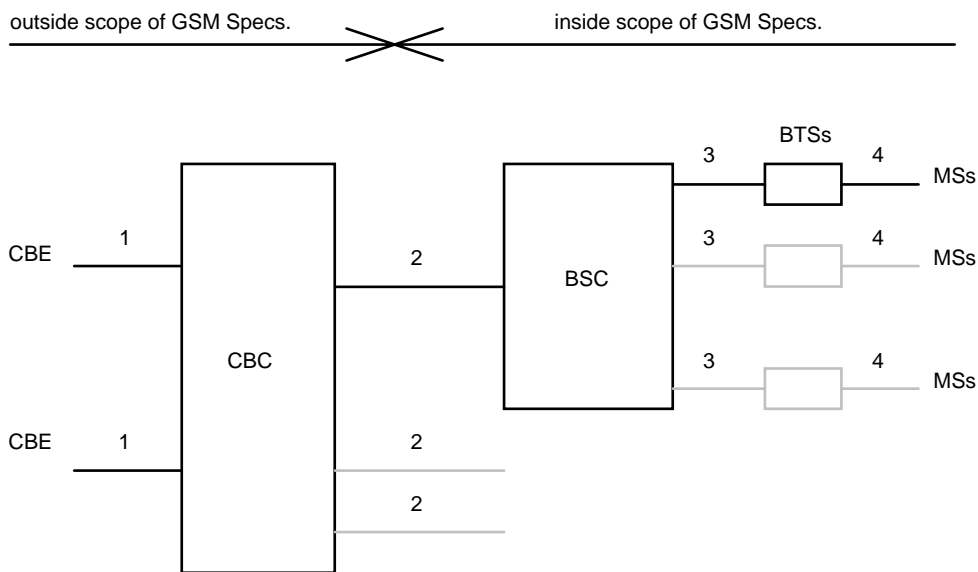 outside scope of GSM Specs.
inside scope of GSM Specs.
BTSs
3
4
MSs
1
CBE
2
3
4
MSs
BSC
CBC
3
4
MSs
CBE
1
2
2